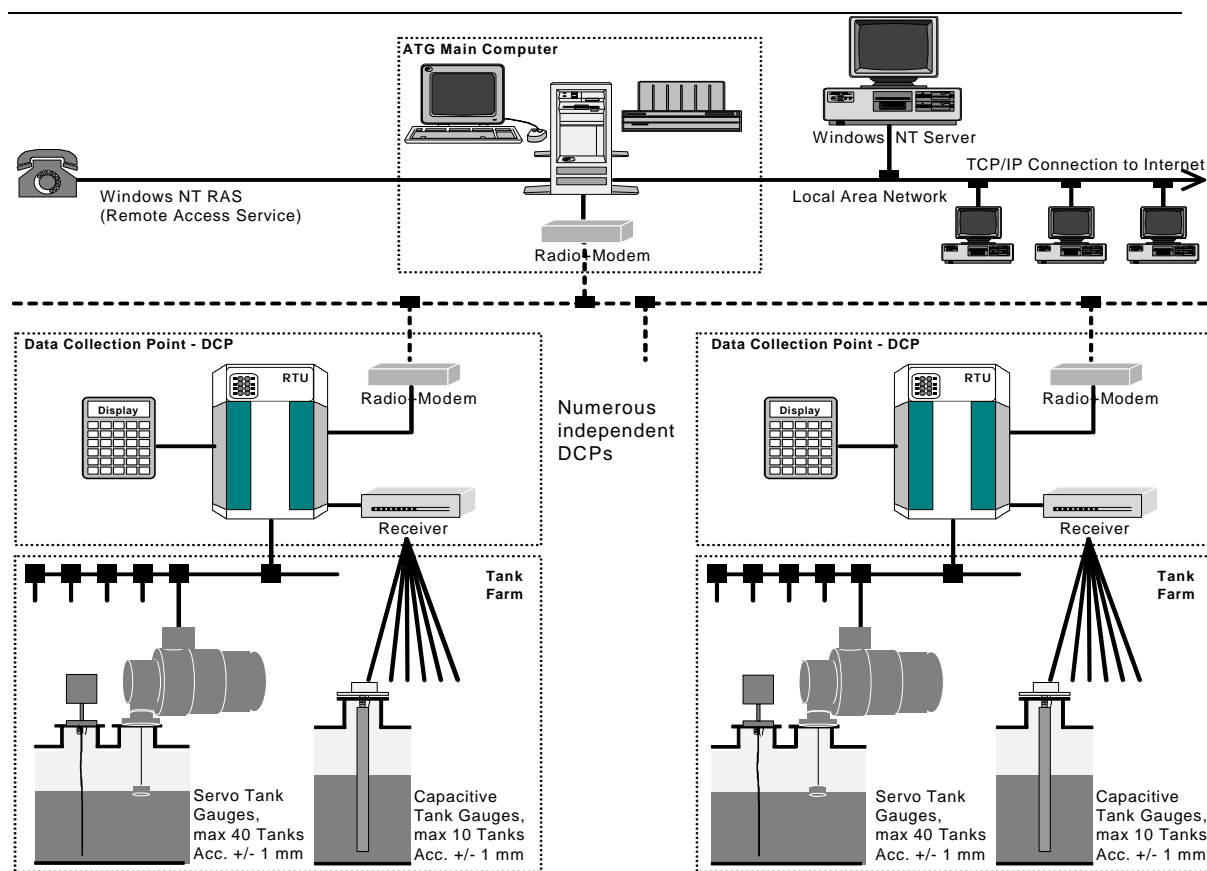 ATG Main Computer
Windows NT Server
TCP/IP Connection to Internet
Windows NT RAS
(Remote Access Service)
Local Area Network
Radio-Modem
Data Collection Point - DCP
RTU
Display
Radio-Modem
Receiver
Numerous
independent
DCPs
Data Collection Point - DCP
RTU
Display
Radio-Modem
Receiver
Tank
Farm
Servo Tank
Gauges,
max 40 Tanks
Acc. +/- 1 mm
Capacitive
Tank Gauges,
max 10 Tanks
Acc. +/- 1 mm
Tank
Farm
Servo Tank
Gauges,
max 40 Tanks
Acc. +/- 1 mm
Capacitive
Tank Gauges,
max 10 Tanks
Acc. +/- 1 mm